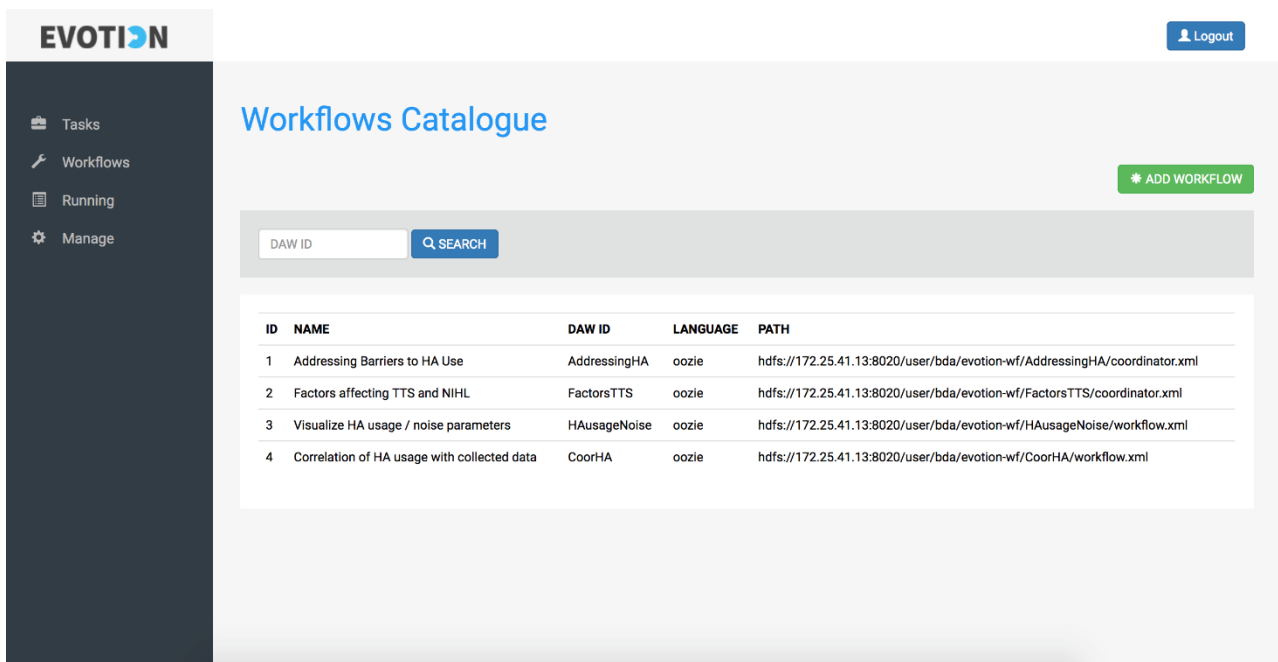 EVOTION
Logout
Tasks
Workflows
Running
Manage
Workflows Catalogue
ADD WORKFLOW
DAW ID
SEARCH
ID NAME DAW ID LANGUAGE PATH
1 Addressing Barriers to HA Use AddressingHA oozie hdfs://172.25.41.13:8020/user/bda/evotion-wf/AddressingHA/coordinator.xml
2 Factors affecting TTS and NIHL FactorsTTS oozie hdfs://172.25.41.13:8020/user/bda/evotion-wf/FactorsTTS/coordinator.xml
3 Visualize HA usage / noise parameters HAusageNoise oozie hdfs://172.25.41.13:8020/user/bda/evotion-wf/HAusageNoise/workflow.xml
4 Correlation of HA usage with collected data CoorHA oozie hdfs://172.25.41.13:8020/user/bda/evotion-wf/CoorHA/workflow.xml